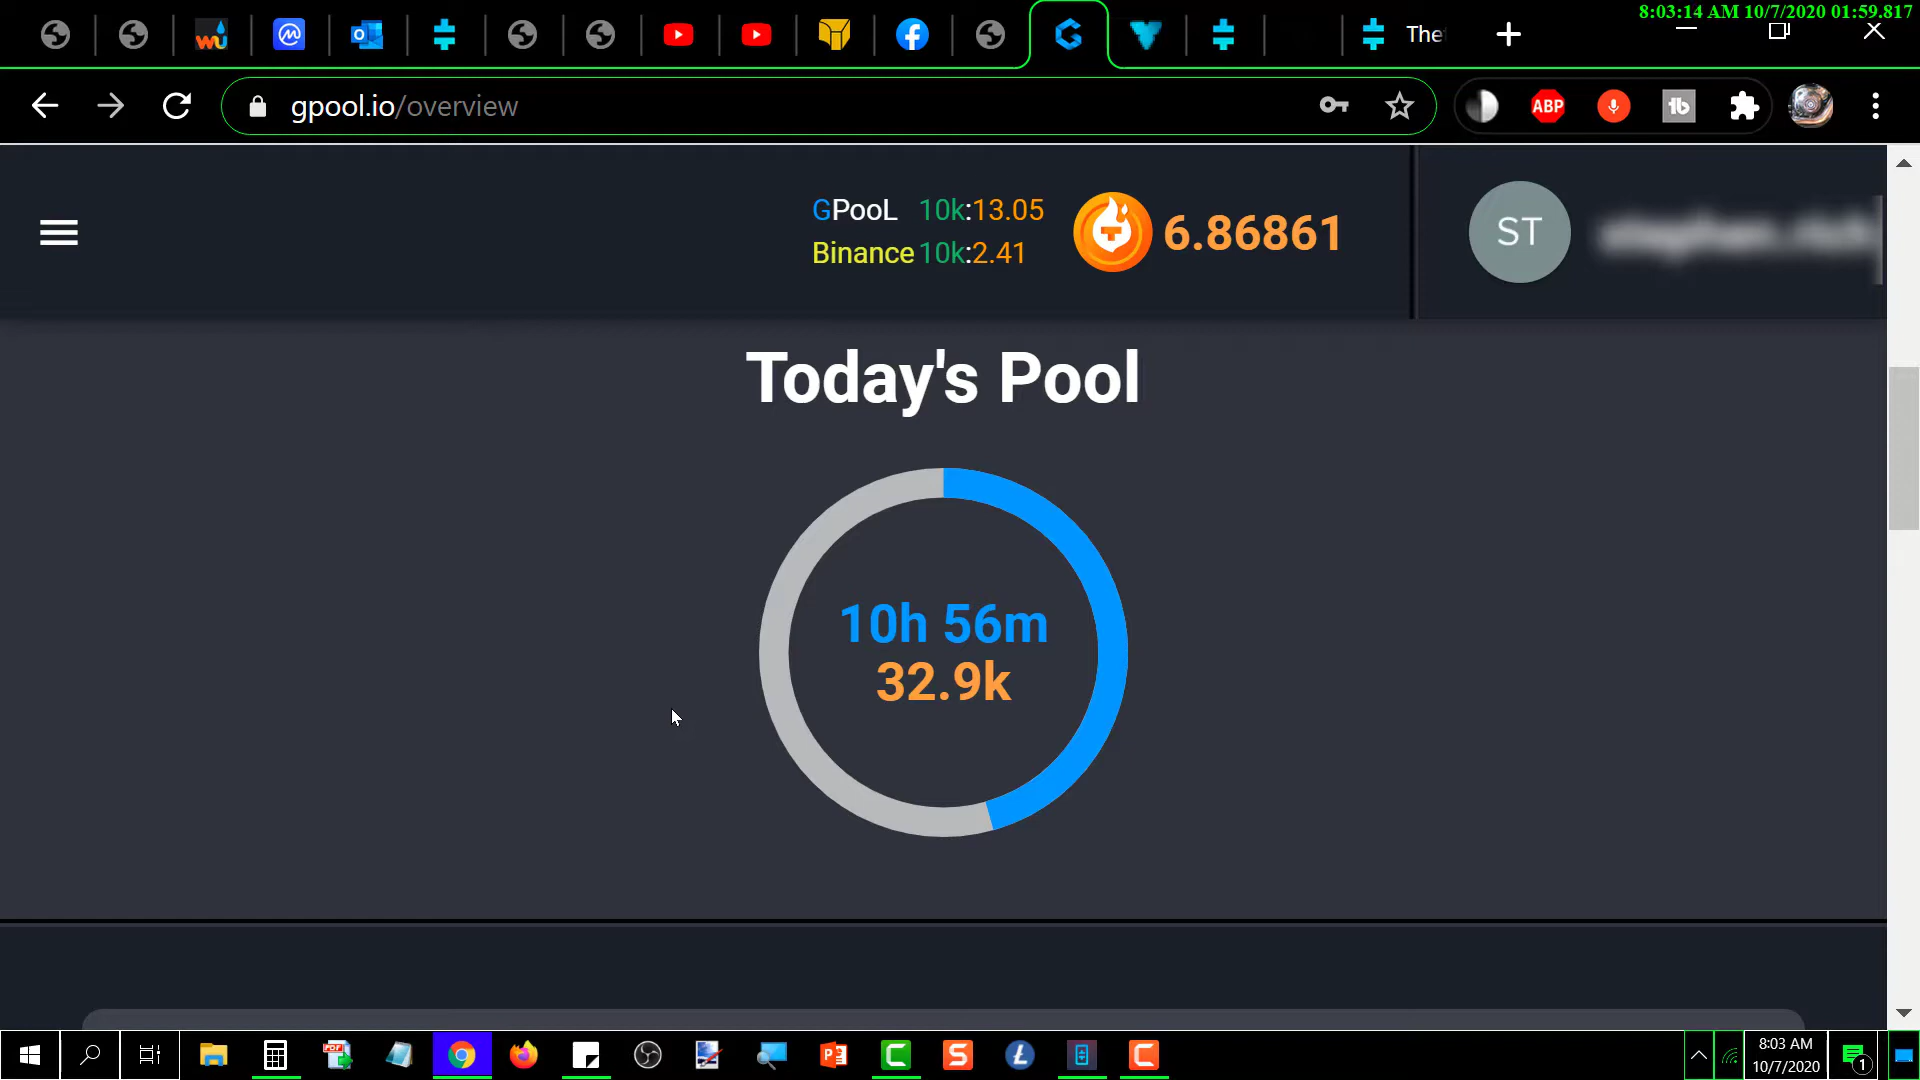 8:03:14 AM 10/7/2020 01:59.817
The
gpool.io/overview
ABP
GPooL 10k:13.05
Binance 10k:2.41
6.86861
ST
Today's Pool
10h 56m
32.9k
8:03 AM
10/7/2020
1